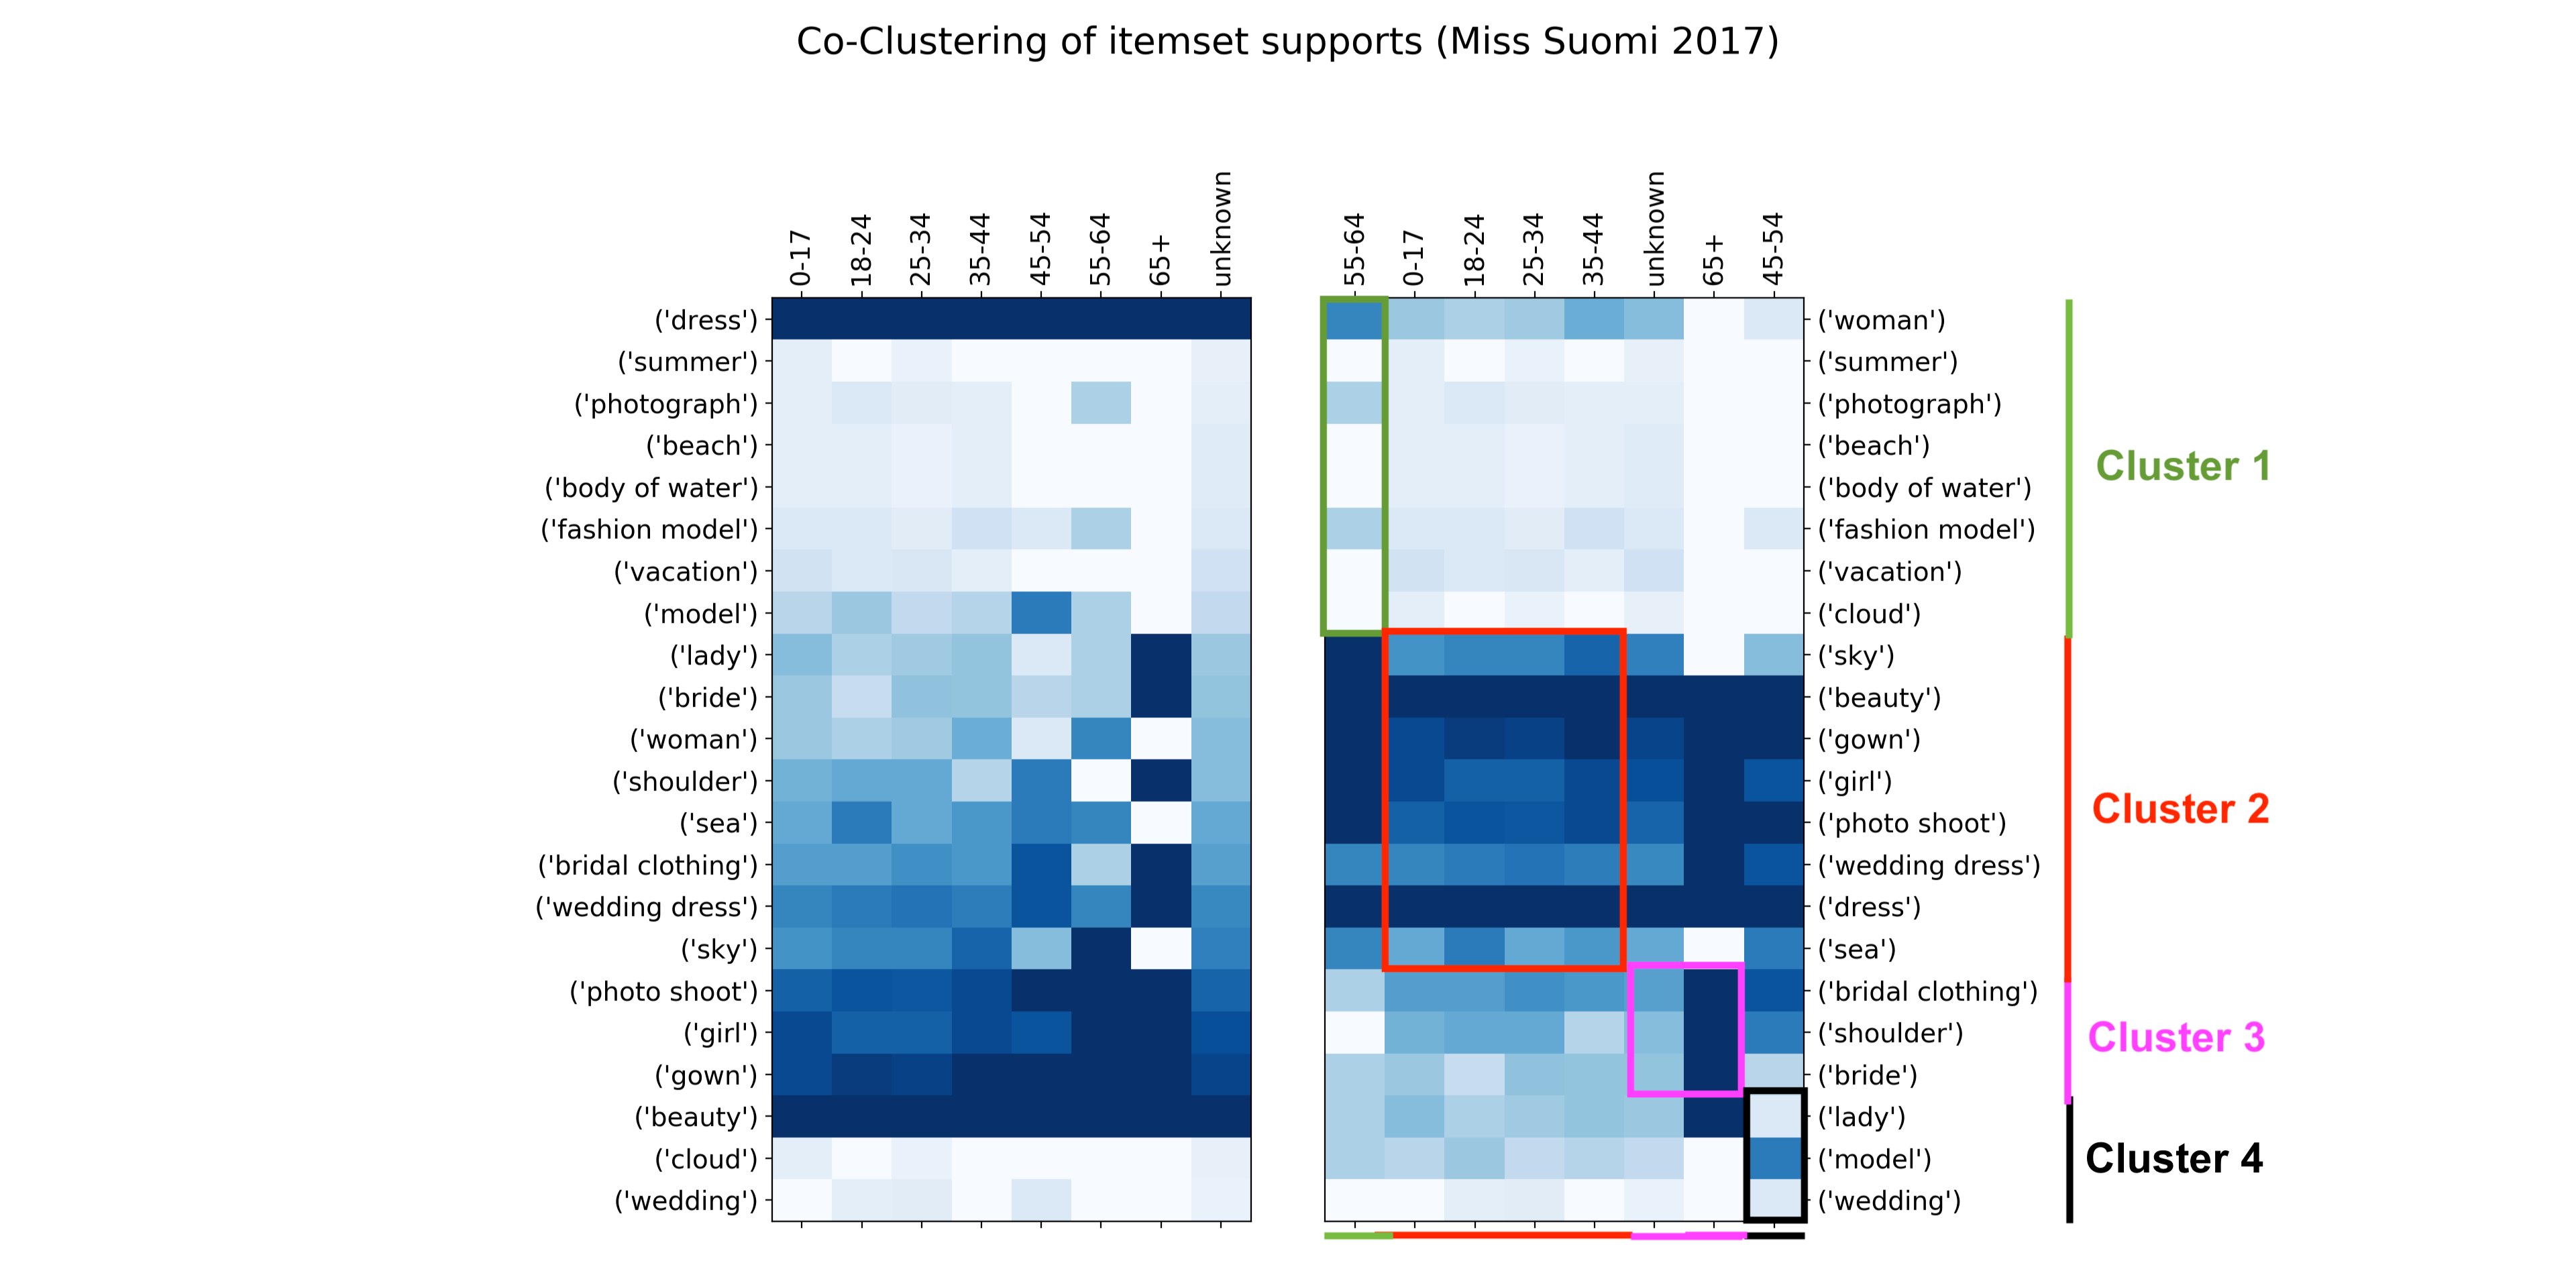 Co-Clustering of itemset supports (Miss Suomi 2017)
0-17
18-24
25-34
35-44
45-54
55-64
65+
unknown
('dress')
('summer')
('photograph')
('beach')
('body of water')
('fashion model')
('vacation')
('model')
('lady')
('bride')
('woman')
('shoulder')
('sea')
('bridal clothing')
('wedding dress')
('sky')
('photo shoot')
('girl')
('gown')
('beauty')
('cloud')
('wedding')
55-64
0-17
18-24
25-34
35-44
unknown
65+
45-54
('woman')
('summer')
('photograph')
('beach')
('body of water')
('fashion model')
('vacation')
('cloud')
('sky')
('beauty')
('gown')
('girl')
('photo shoot')
('wedding dress')
('dress')
('sea')
('bridal clothing')
('shoulder')
('bride')
('lady')
('model')
('wedding')
Cluster 1
Cluster 2
Cluster 3
Cluster 4